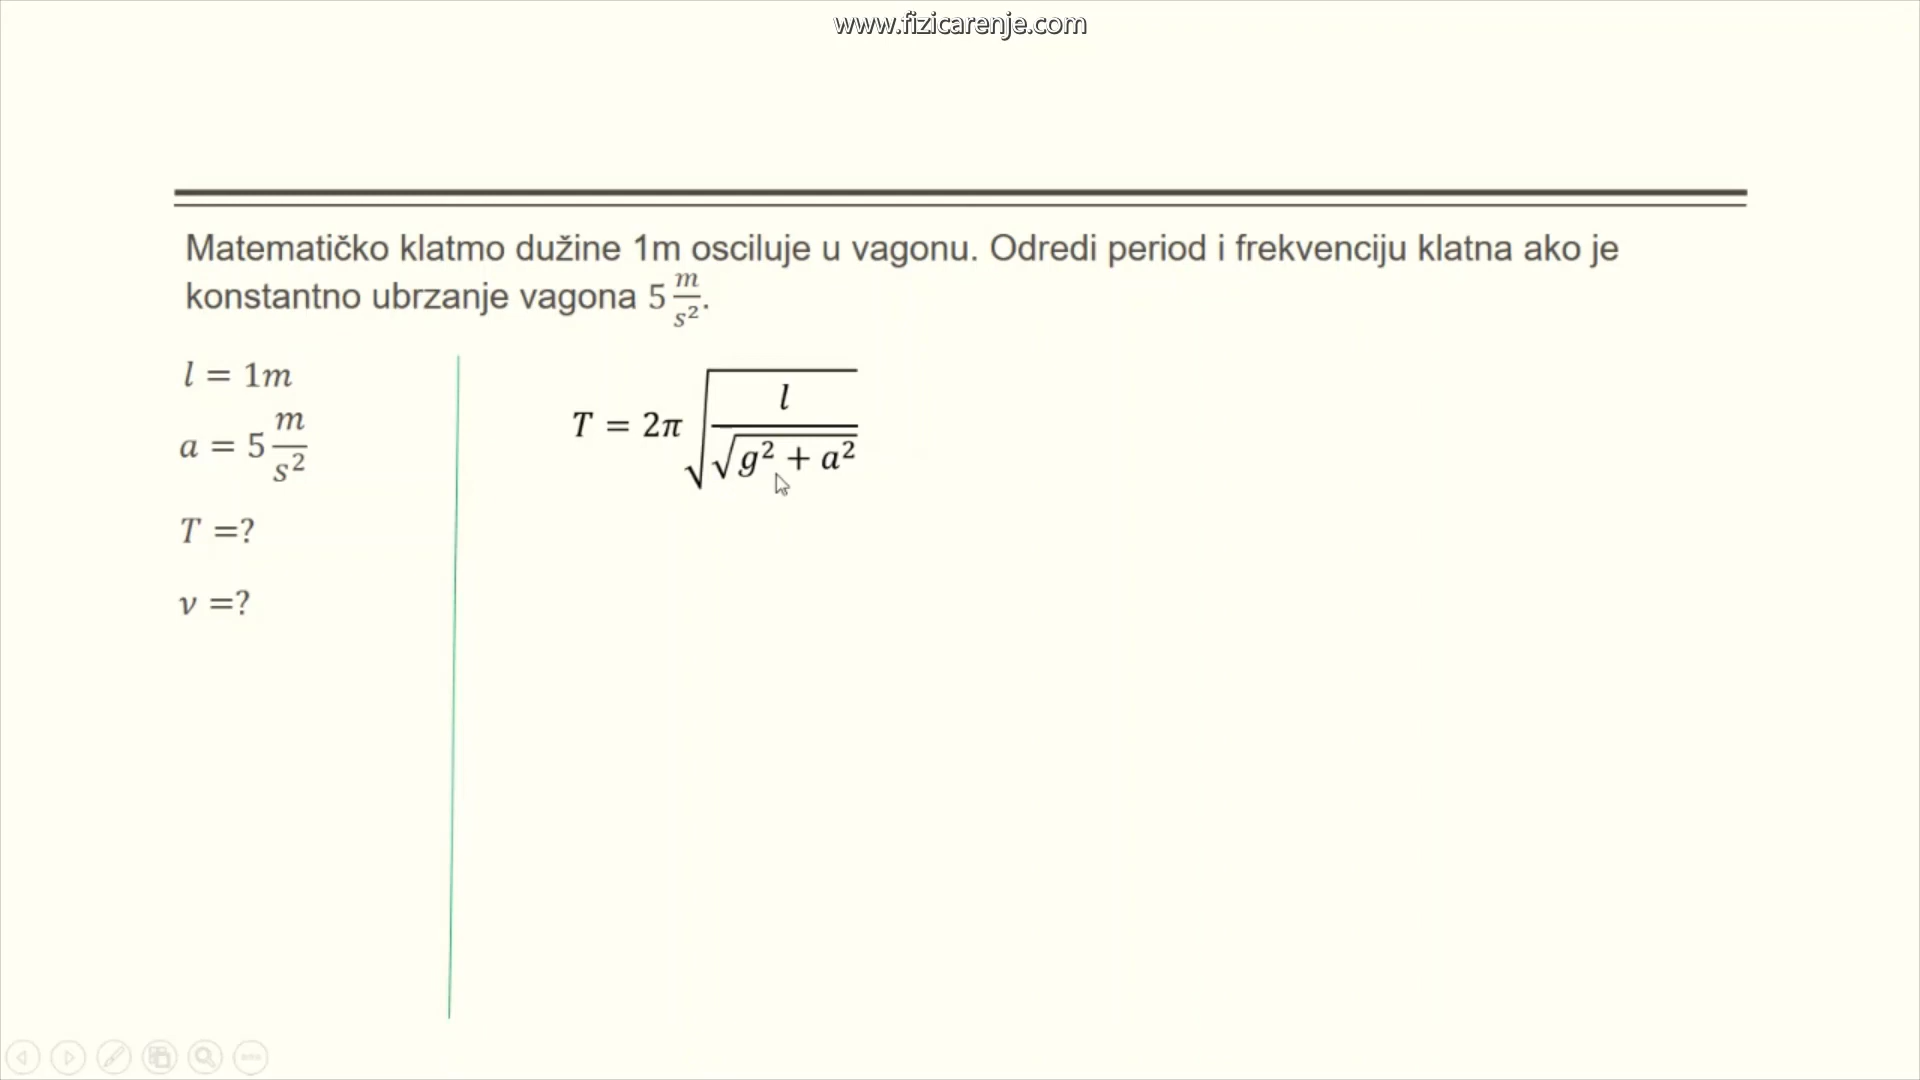 www.fizicarenje.com
Matematičko klatmo dužine 1m osciluje u vagonu. Odredi period i frekvenciju klatna ako je
konstantno ubrzanje vagona 5 m/s².
l = 1m
a = 5 m/s²
T =?
ν =?
T = 2π√(l/√(g² + a²))